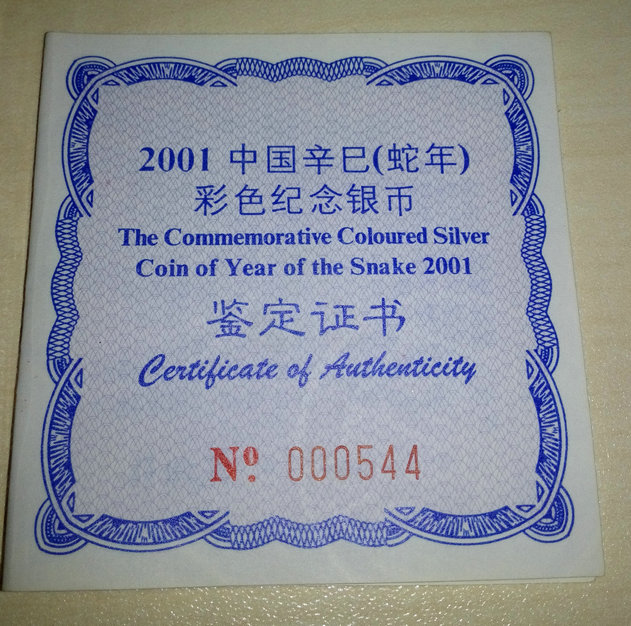 2001 中国辛巳(蛇年)
彩色纪念银币
The Commemorative Coloured Silver
Coin of Year of the Snake 2001
鉴定证书
Certificate of Authenticity
Nº 000544